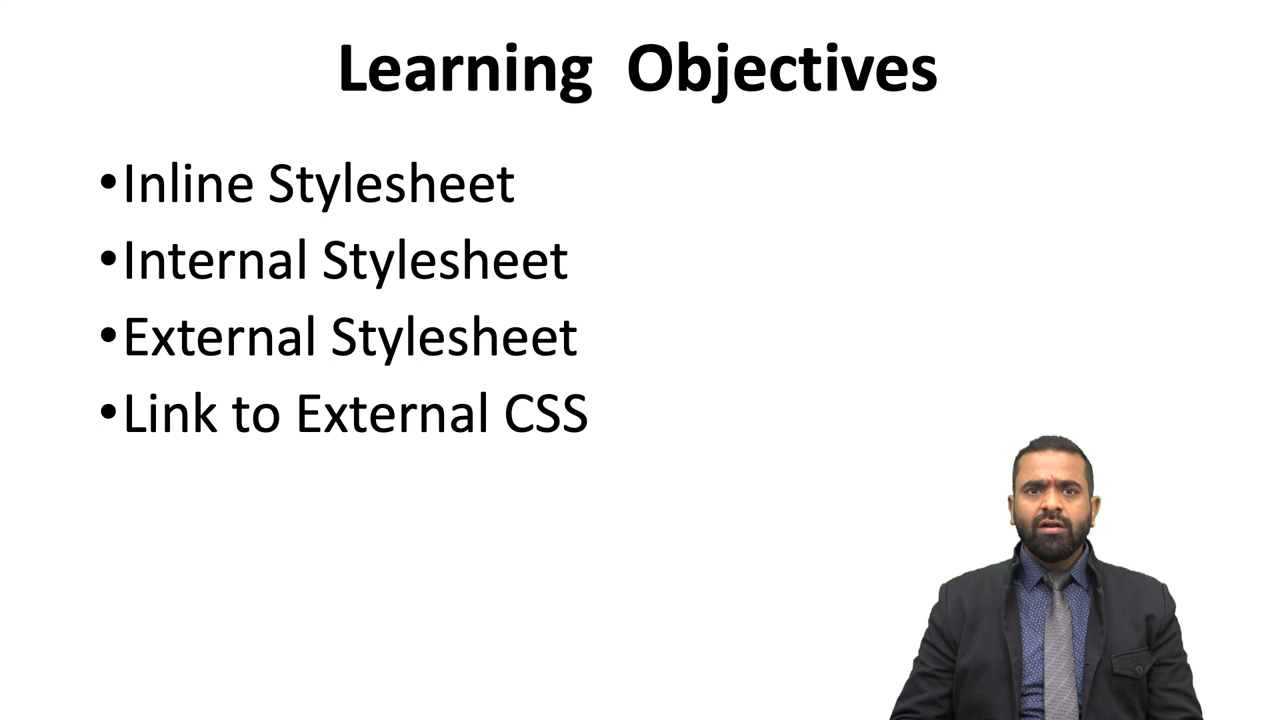 Learning Objectives
•Inline Stylesheet
•Internal Stylesheet
•External Stylesheet
•Link to External CSS